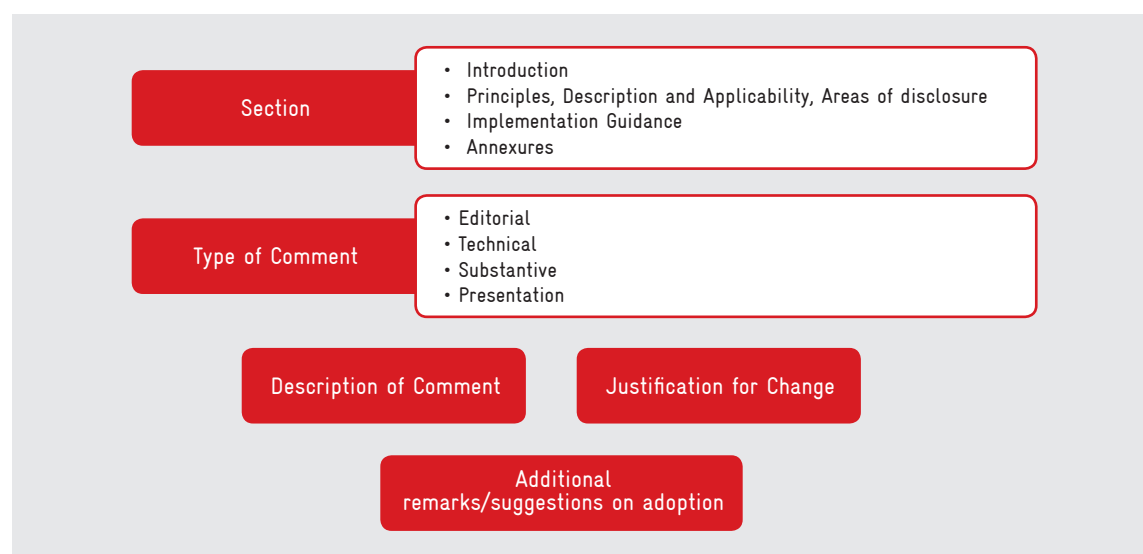 Section
• Introduction
• Principles, Description and Applicability, Areas of disclosure
• Implementation Guidance
• Annexures
Type of Comment
• Editorial
• Technical
• Substantive
• Presentation
Description of Comment
Justification for Change
Additional
remarks/suggestions on adoption